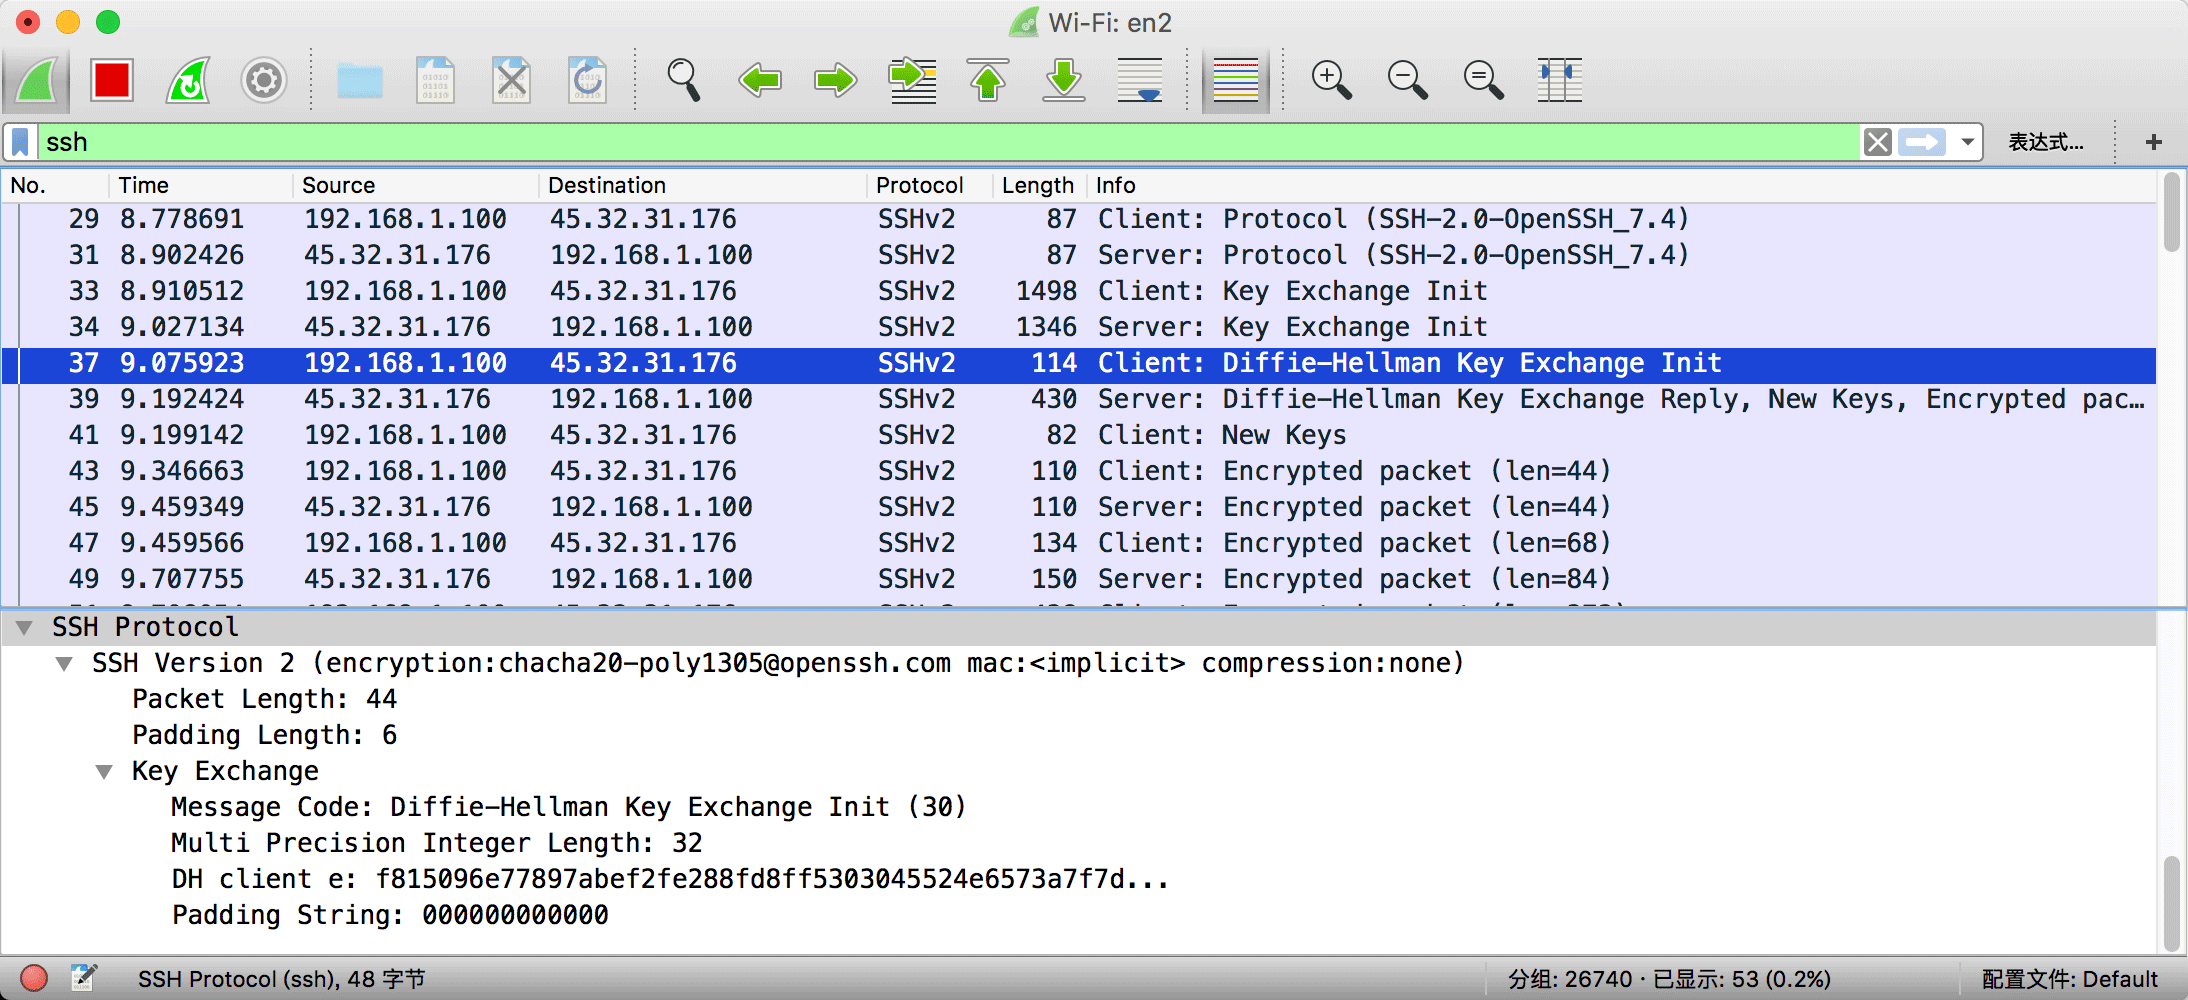 Wi-Fi: en2
ssh
表达式...
+
No. Time Source Destination Protocol Length Info
29 8.778691 192.168.1.100 45.32.31.176 SSHv2 87 Client: Protocol (SSH-2.0-OpenSSH_7.4)
31 8.902426 45.32.31.176 192.168.1.100 SSHv2 87 Server: Protocol (SSH-2.0-OpenSSH_7.4)
33 8.910512 192.168.1.100 45.32.31.176 SSHv2 1498 Client: Key Exchange Init
34 9.027134 45.32.31.176 192.168.1.100 SSHv2 1346 Server: Key Exchange Init
37 9.075923 192.168.1.100 45.32.31.176 SSHv2 114 Client: Diffie-Hellman Key Exchange Init
39 9.192424 45.32.31.176 192.168.1.100 SSHv2 430 Server: Diffie-Hellman Key Exchange Reply, New Keys, Encrypted pac…
41 9.199142 192.168.1.100 45.32.31.176 SSHv2 82 Client: New Keys
43 9.346663 192.168.1.100 45.32.31.176 SSHv2 110 Client: Encrypted packet (len=44)
45 9.459349 45.32.31.176 192.168.1.100 SSHv2 110 Server: Encrypted packet (len=44)
47 9.459566 192.168.1.100 45.32.31.176 SSHv2 134 Client: Encrypted packet (len=68)
49 9.707755 45.32.31.176 192.168.1.100 SSHv2 150 Server: Encrypted packet (len=84)
SSH Protocol
SSH Version 2 (encryption:chacha20-poly1305@openssh.com mac:<implicit> compression:none)
Packet Length: 44
Padding Length: 6
Key Exchange
Message Code: Diffie-Hellman Key Exchange Init (30)
Multi Precision Integer Length: 32
DH client e: f815096e77897abef2fe288fd8ff5303045524e6573a7f7d...
Padding String: 000000000000
SSH Protocol (ssh), 48 字节
分组: 26740 · 已显示: 53 (0.2%)
配置文件: Default